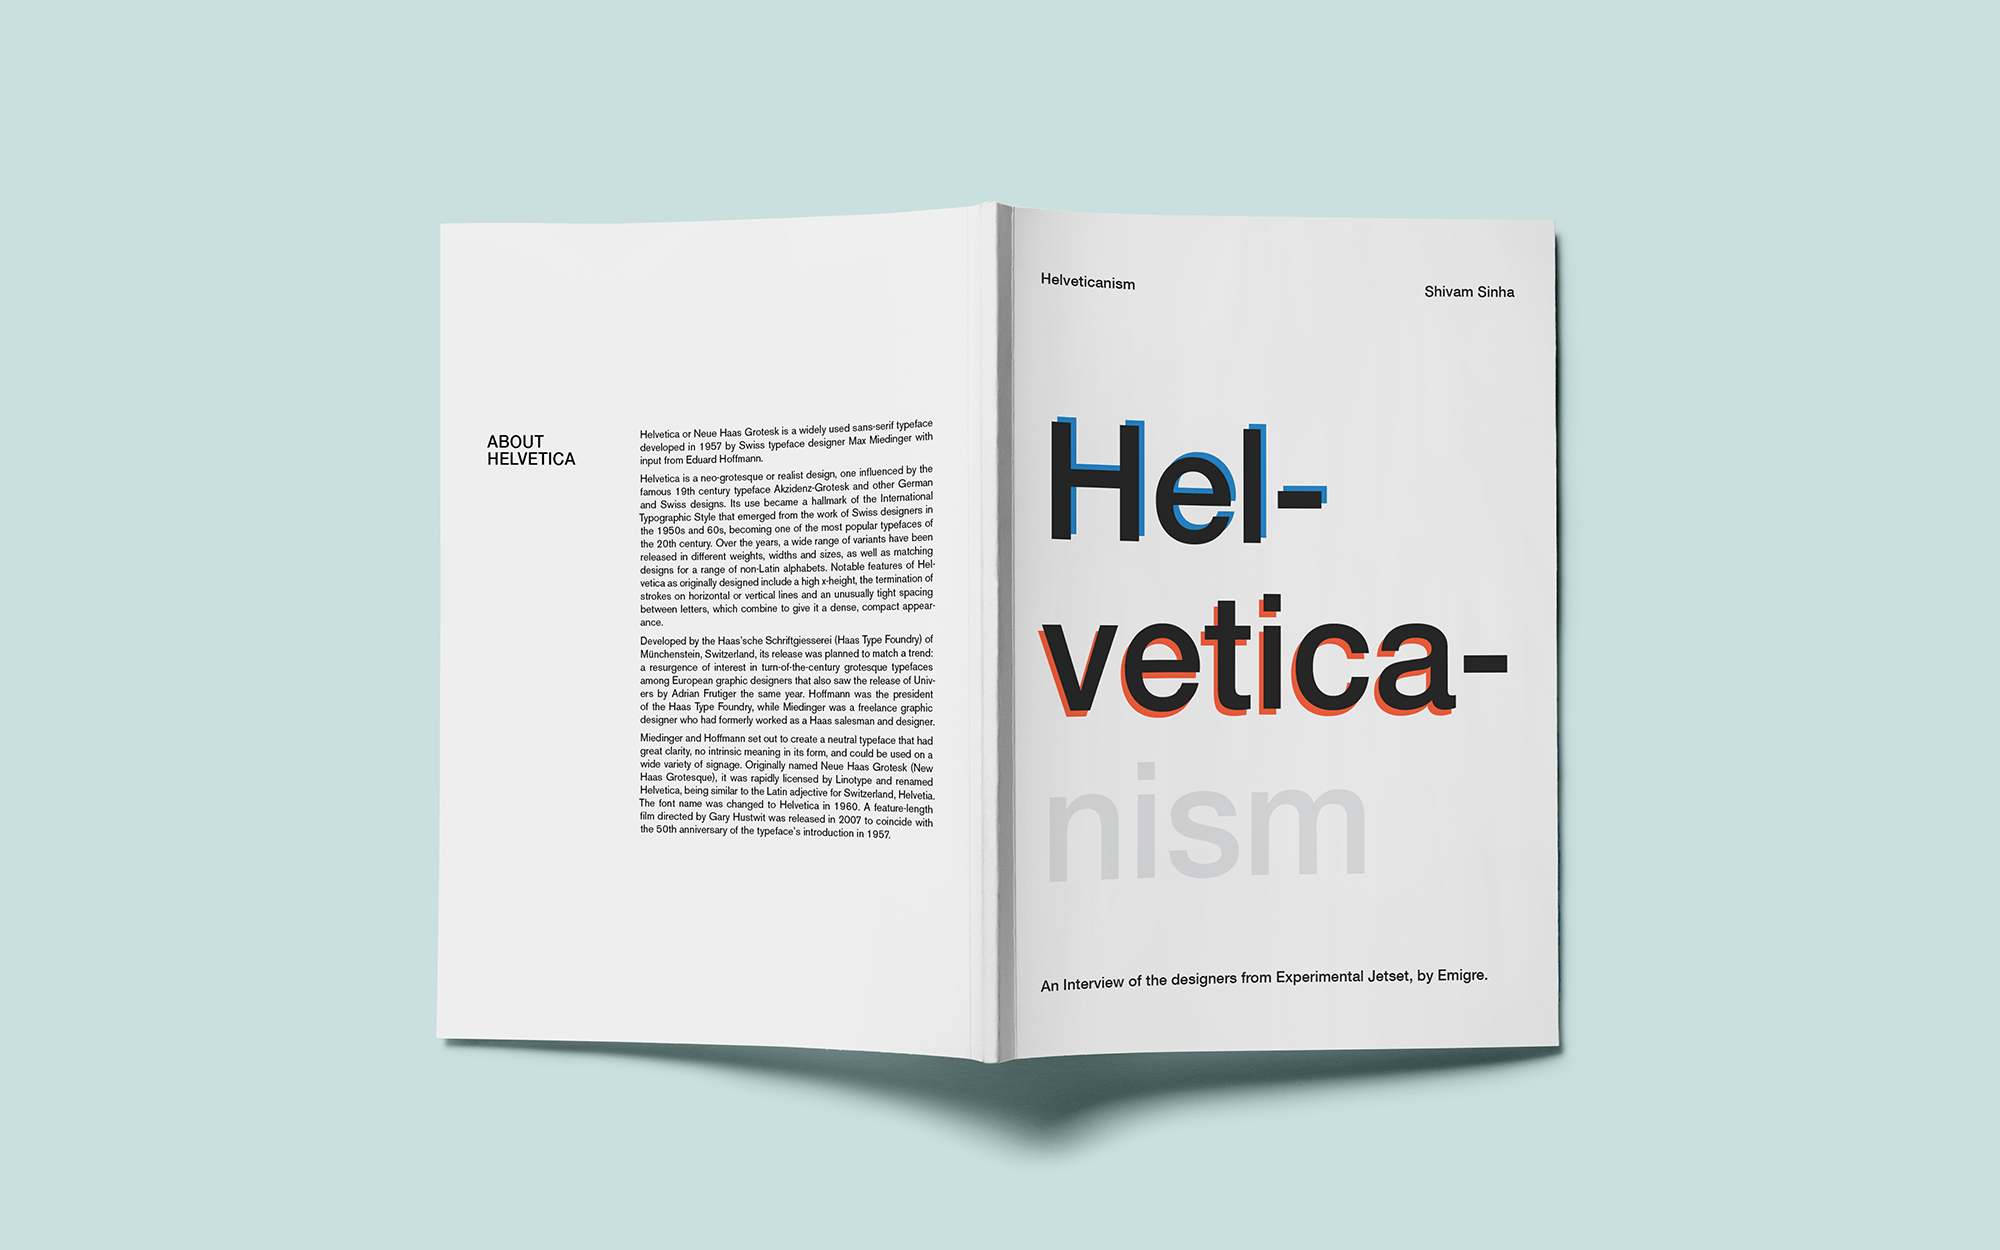 ABOUT
HELVETICA
Helvetica or Neue Haas Grotesk is a widely used sans-serif typeface
developed in 1957 by Swiss typeface designer Max Miedinger with
input from Eduard Hoffmann.
Helvetica is a neo-grotesque or realist design, one influenced by the
famous 19th century typeface Akzidenz-Grotesk and other German
and Swiss designs. Its use became a hallmark of the International
Typographic Style that emerged from the work of Swiss designers in
the 1950s and 60s, becoming one of the most popular typefaces of
the 20th century. Over the years, a wide range of variants have been
released in different weights, widths and sizes, as well as matching
designs for a range of non-Latin alphabets. Notable features of Hel-
vetica as originally designed include a high x-height, the termination of
strokes on horizontal or vertical lines and an unusually tight spacing
between letters, which combine to give it a dense, compact appear-
ance.
Developed by the Haas'sche Schriftgiesserei (Haas Type Foundry) of
Münchenstein, Switzerland, its release was planned to match a trend:
a resurgence of interest in turn-of-the-century grotesque typefaces
among European graphic designers that also saw the release of Univ-
ers by Adrian Frutiger the same year. Hoffmann was the president
of the Haas Type Foundry, while Miedinger was a freelance graphic
designer who had formerly worked as a Haas salesman and designer.
Miedinger and Hoffmann set out to create a neutral typeface that had
great clarity, no intrinsic meaning in its form, and could be used on a
wide variety of signage. Originally named Neue Haas Grotesk (New
Haas Grotesque), it was rapidly licensed by Linotype and renamed
Helvetica, being similar to the Latin adjective for Switzerland, Helvetia.
The font name was changed to Helvetica in 1960. A feature-length
film directed by Gary Hustwit was released in 2007 to coincide with
the 50th anniversary of the typeface's introduction in 1957.
Helveticanism
Shivam Sinha
Hel-
vetica-
nism
An Interview of the designers from Experimental Jetset, by Emigre.